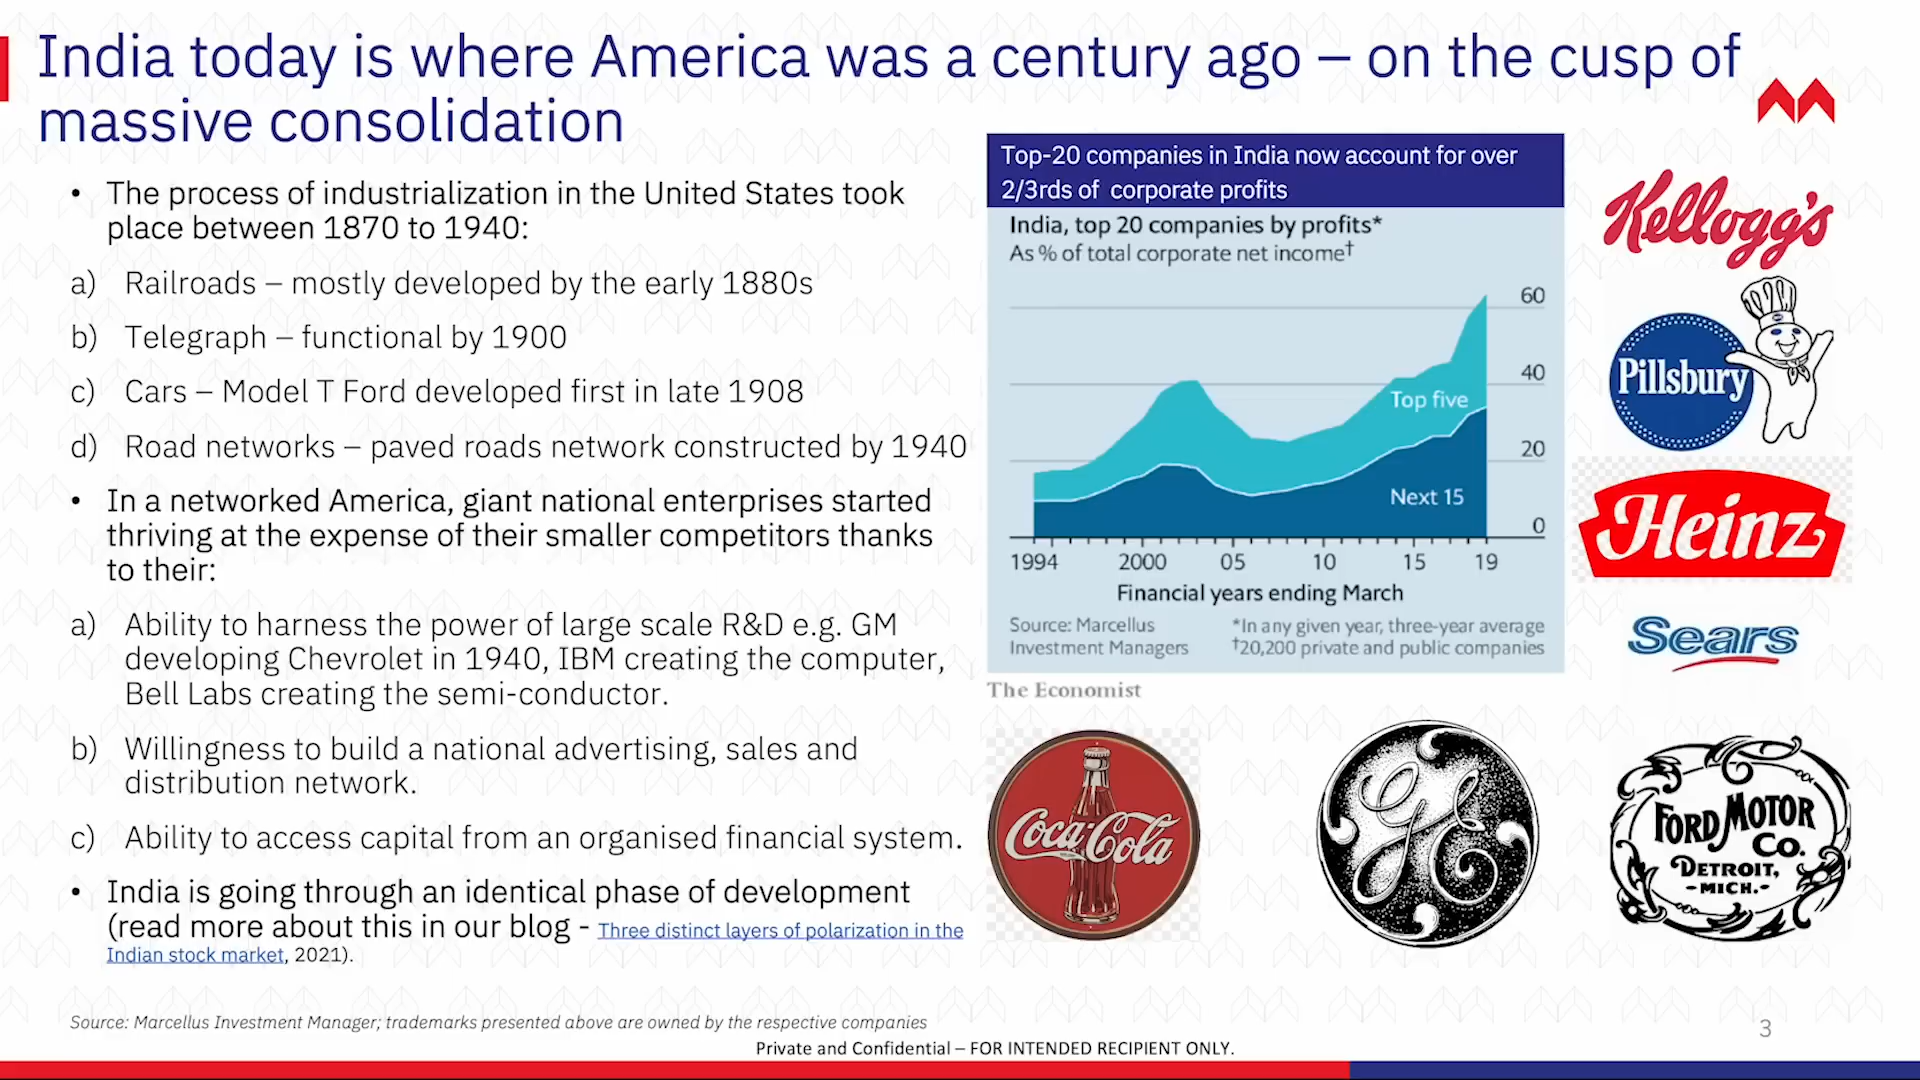 India today is where America was a century ago – on the cusp of
massive consolidation
• The process of industrialization in the United States took
place between 1870 to 1940:
a) Railroads – mostly developed by the early 1880s
b) Telegraph – functional by 1900
c) Cars – Model T Ford developed first in late 1908
d) Road networks – paved roads network constructed by 1940
• In a networked America, giant national enterprises started
thriving at the expense of their smaller competitors thanks
to their:
a) Ability to harness the power of large scale R&D e.g. GM
developing Chevrolet in 1940, IBM creating the computer,
Bell Labs creating the semi-conductor.
b) Willingness to build a national advertising, sales and
distribution network.
c) Ability to access capital from an organised financial system.
• India is going through an identical phase of development
(read more about this in our blog - Three distinct layers of polarization in the
Indian stock market, 2021).
Top-20 companies in India now account for over
2/3rds of corporate profits
India, top 20 companies by profits*
As % of total corporate net income†
60
40
Top five
20
Next 15
0
1994 2000 05 10 15 19
Financial years ending March
Source: Marcellus
Investment Managers
*In any given year, three-year average
†20,200 private and public companies
The Economist
Kellogg's
Pillsbury
Heinz
Sears
Coca-Cola
GE
FORD MOTOR
Co.
DETROIT,
-MICH.-
Source: Marcellus Investment Manager; trademarks presented above are owned by the respective companies
3
Private and Confidential – FOR INTENDED RECIPIENT ONLY.